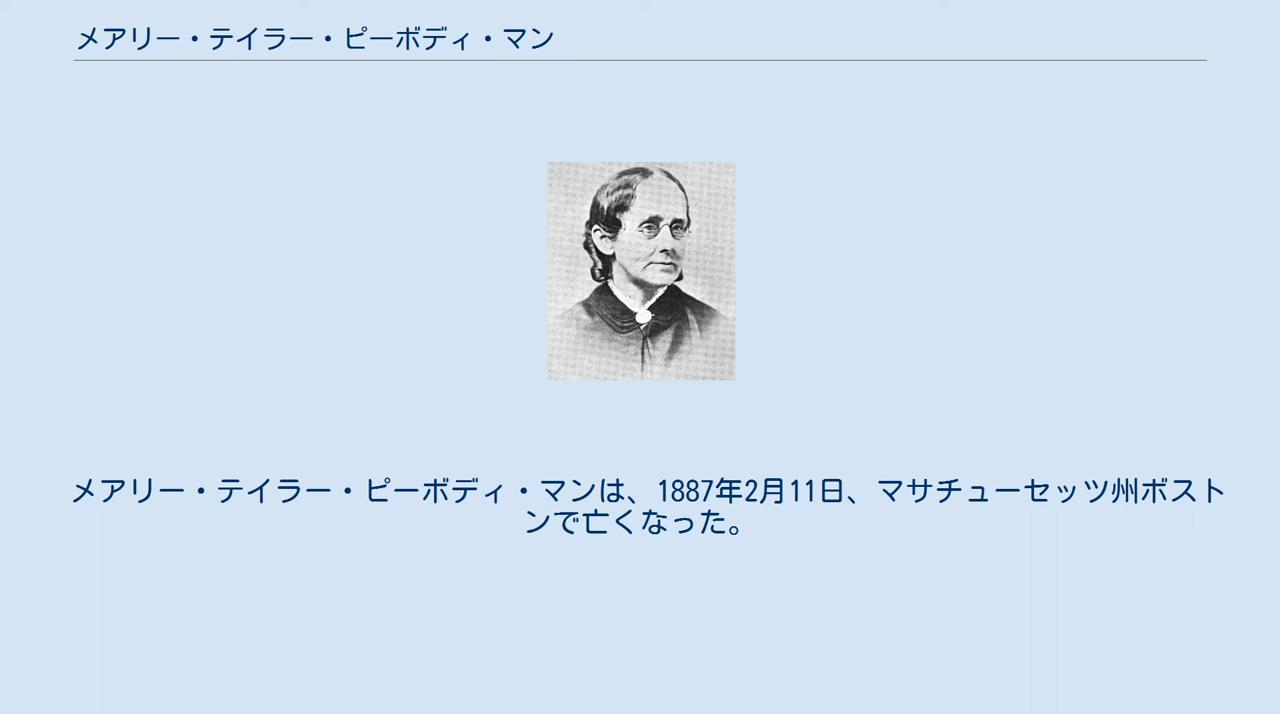 メアリー・テイラー・ピーボディ・マン
メアリー・テイラー・ピーボディ・マンは、1887年2月11日、マサチューセッツ州ボスト
ンで亡くなった。